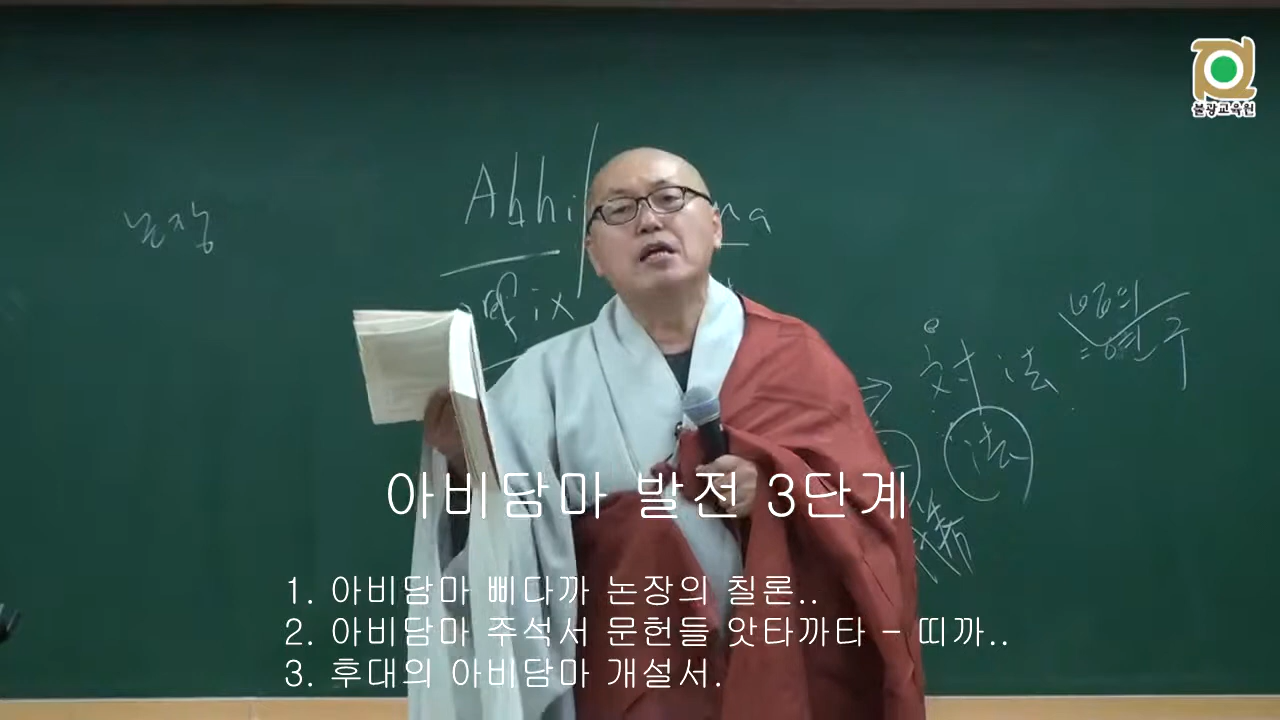 불광교육원
논장
Abhi
na
fix
對法
法
아비담마 발전 3단계
1. 아비담마 삐다까 논장의 칠론..
2. 아비담마 주석서 문헌들 앗타까타 - 띠까..
3. 후대의 아비담마 개설서.